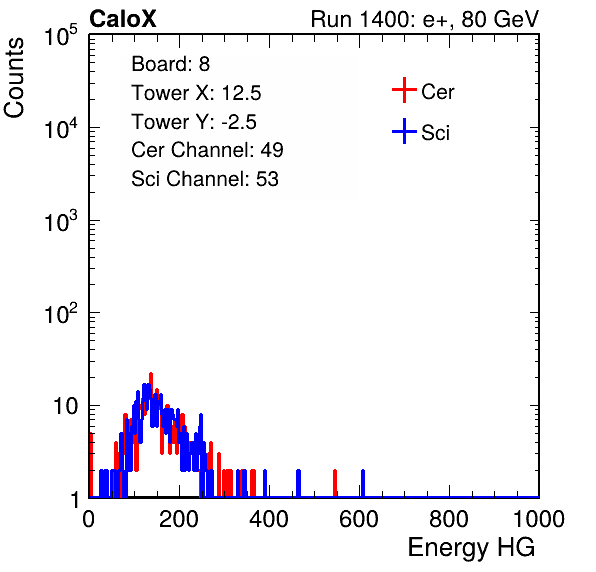 CaloX Run 1400: e+, 80 GeV
Counts
Board: 8
Tower X: 12.5
Tower Y: -2.5
Cer Channel: 49
Sci Channel: 53
Cer
Sci
10^5
10^4
10^3
10^2
10
1
0 200 400 600 800 1000
Energy HG